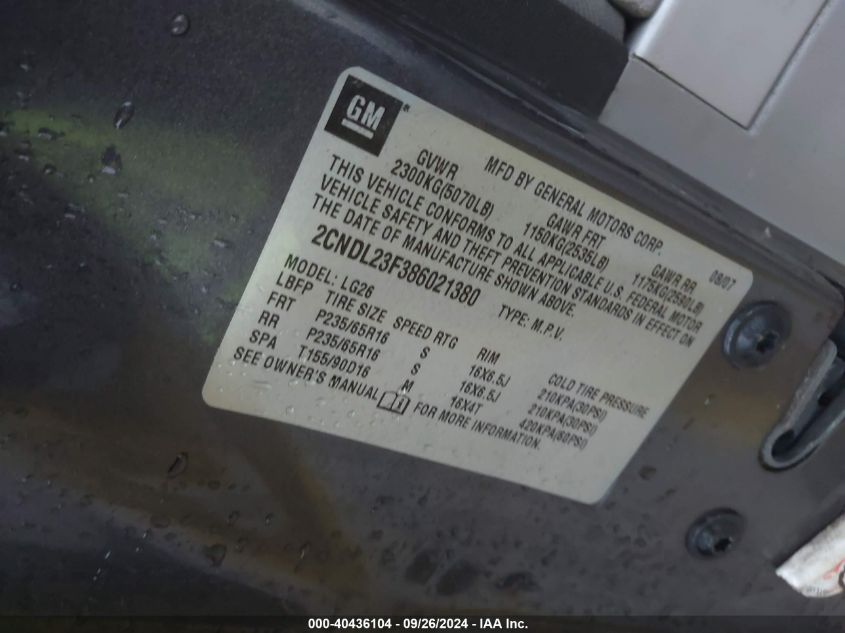 GM®
MFD BY GENERAL MOTORS CORP. 08/07
GVWR GAWR FRT GAWR RR
2300KG(5070LB) 1150KG(2535LB) 1175KG(2590LB)
THIS VEHICLE CONFORMS TO ALL APPLICABLE U.S. FEDERAL MOTOR
VEHICLE SAFETY AND THEFT PREVENTION STANDARDS IN EFFECT ON
THE DATE OF MANUFACTURE SHOWN ABOVE.
2CNDL23F386021380 TYPE: M.P.V.
MODEL: LG26
LBFP TIRE SIZE SPEED RTG RIM COLD TIRE PRESSURE
FRT P235/65R16 S 16X6.5J 210KPA(30PSI)
RR P235/65R16 S 16X6.5J 210KPA(30PSI)
SPA T155/90D16 M 16X4T 420KPA(60PSI)
SEE OWNER'S MANUAL FOR MORE INFORMATION.
000-40436104 - 09/26/2024 - IAA Inc.